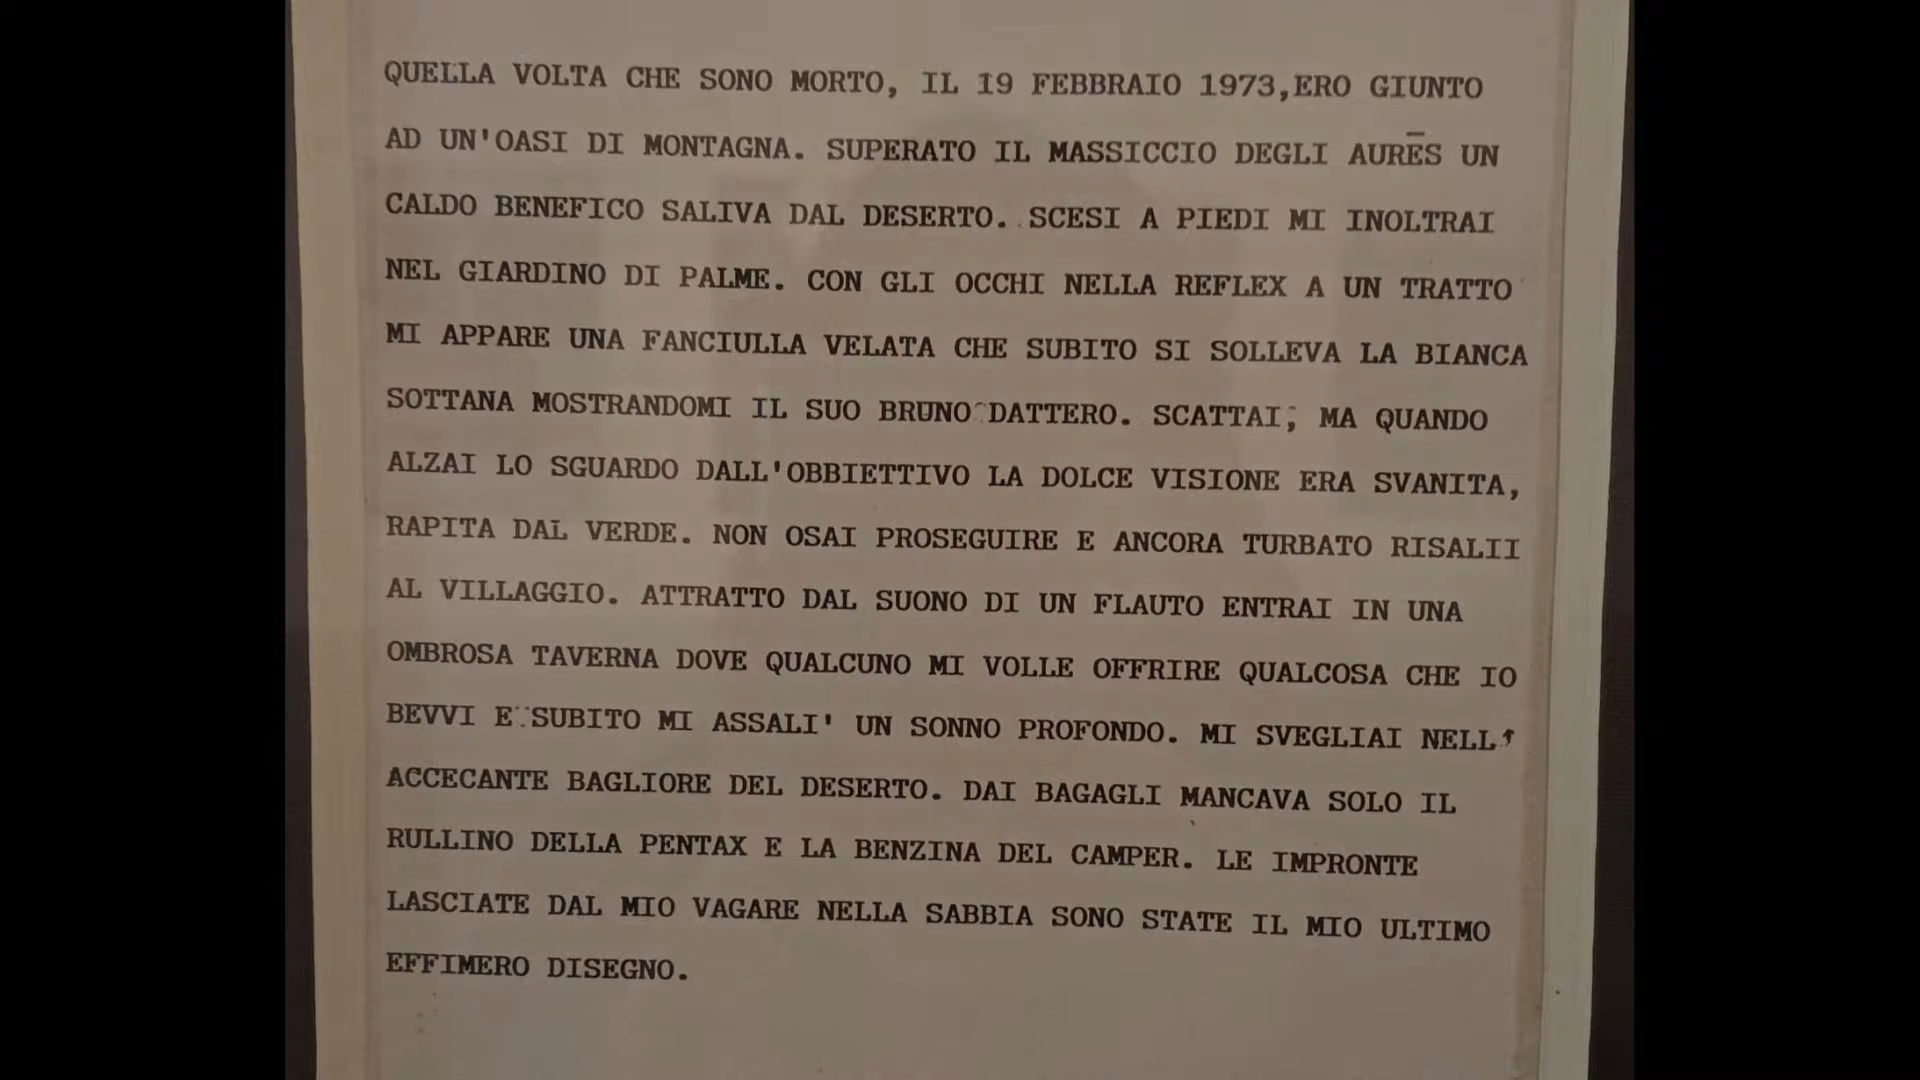 QUELLA VOLTA CHE SONO MORTO, IL 19 FEBBRAIO 1973,ERO GIUNTO
AD UN'OASI DI MONTAGNA. SUPERATO IL MASSICCIO DEGLI AURĒS UN
CALDO BENEFICO SALIVA DAL DESERTO. SCESI A PIEDI MI INOLTRAI
NEL GIARDINO DI PALME. CON GLI OCCHI NELLA REFLEX A UN TRATTO
MI APPARE UNA FANCIULLA VELATA CHE SUBITO SI SOLLEVA LA BIANCA
SOTTANA MOSTRANDOMI IL SUO BRUNO DATTERO. SCATTAI, MA QUANDO
ALZAI LO SGUARDO DALL'OBBIETTIVO LA DOLCE VISIONE ERA SVANITA,
RAPITA DAL VERDE. NON OSAI PROSEGUIRE E ANCORA TURBATO RISALII
AL VILLAGGIO. ATTRATTO DAL SUONO DI UN FLAUTO ENTRAI IN UNA
OMBROSA TAVERNA DOVE QUALCUNO MI VOLLE OFFRIRE QUALCOSA CHE IO
BEVVI E SUBITO MI ASSALI' UN SONNO PROFONDO. MI SVEGLIAI NELL'
ACCECANTE BAGLIORE DEL DESERTO. DAI BAGAGLI MANCAVA SOLO IL
RULLINO DELLA PENTAX E LA BENZINA DEL CAMPER. LE IMPRONTE
LASCIATE DAL MIO VAGARE NELLA SABBIA SONO STATE IL MIO ULTIMO
EFFIMERO DISEGNO.